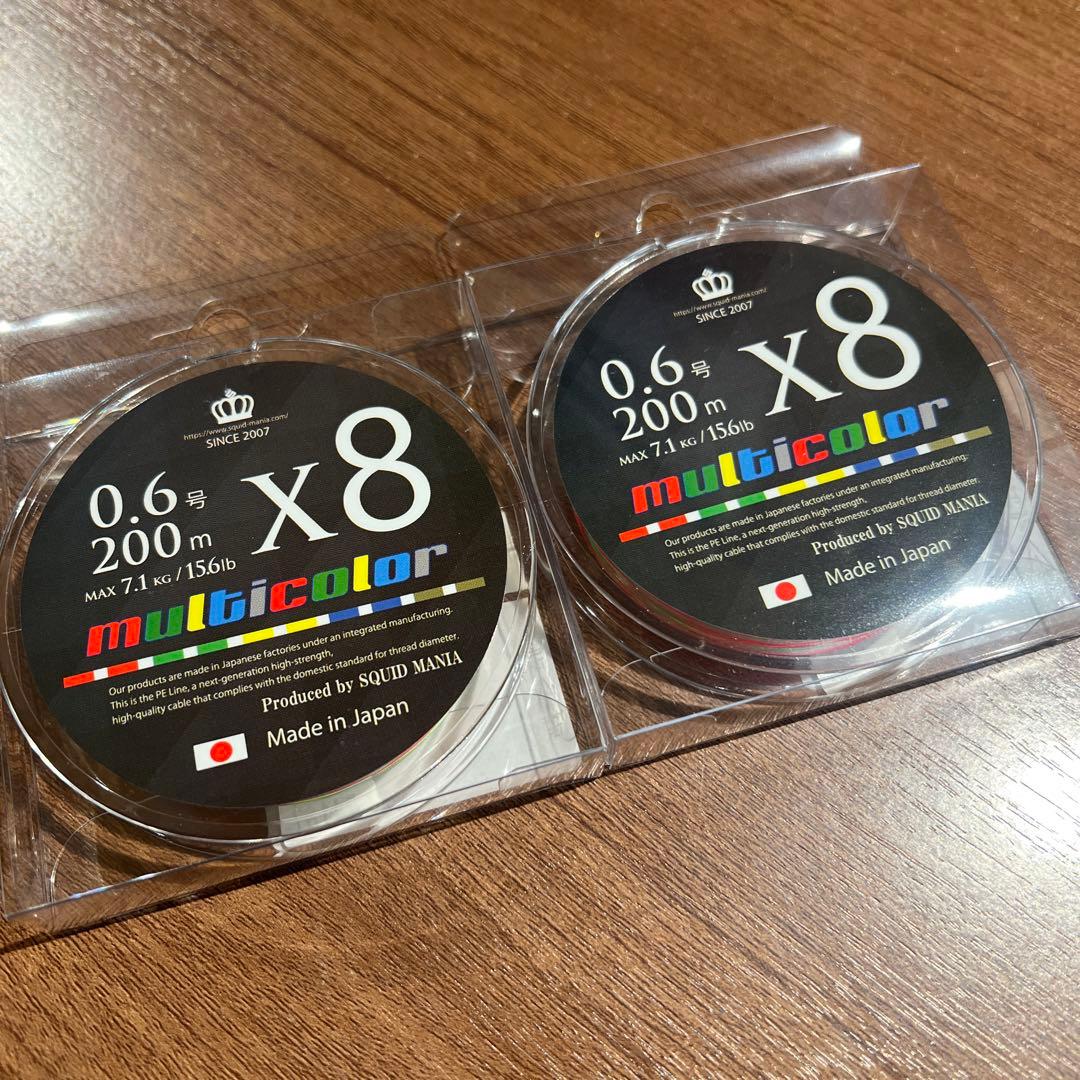 https://www.squid-mania.com/
SINCE 2007
0.6号
200m
x8
MAX 7.1 KG / 15.6lb
multicolor
Our products are made in Japanese factories under an integrated manufacturing.
This is the PE Line, a next-generation high-strength,
high-quality cable that complies with the domestic standard for thread diameter.
Produced by SQUID MANIA
Made in Japan
https://www.squid-mania.com/
SINCE 2007
0.6号
200m
x8
MAX 7.1 KG / 15.6lb
multicolor
Our products are made in Japanese factories under an integrated manufacturing.
This is the PE Line, a next-generation high-strength,
high-quality cable that complies with the domestic standard for thread diameter.
Produced by SQUID MANIA
Made in Japan